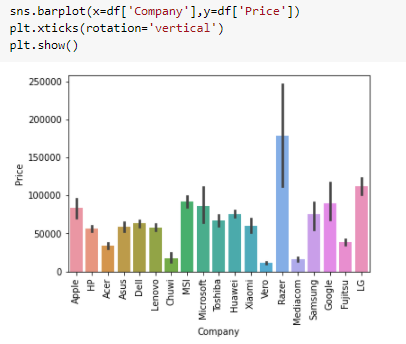 sns.barplot(x=df['Company'],y=df['Price'])
plt.xticks(rotation='vertical')
plt.show()
250000
200000
150000
100000
50000
0
Price
Apple
HP
Acer
Asus
Dell
Lenovo
Chuwi
MSI
Microsoft
Toshiba
Huawei
Xiaomi
Vero
Razer
Mediacom
Samsung
Google
Fujitsu
LG
Company